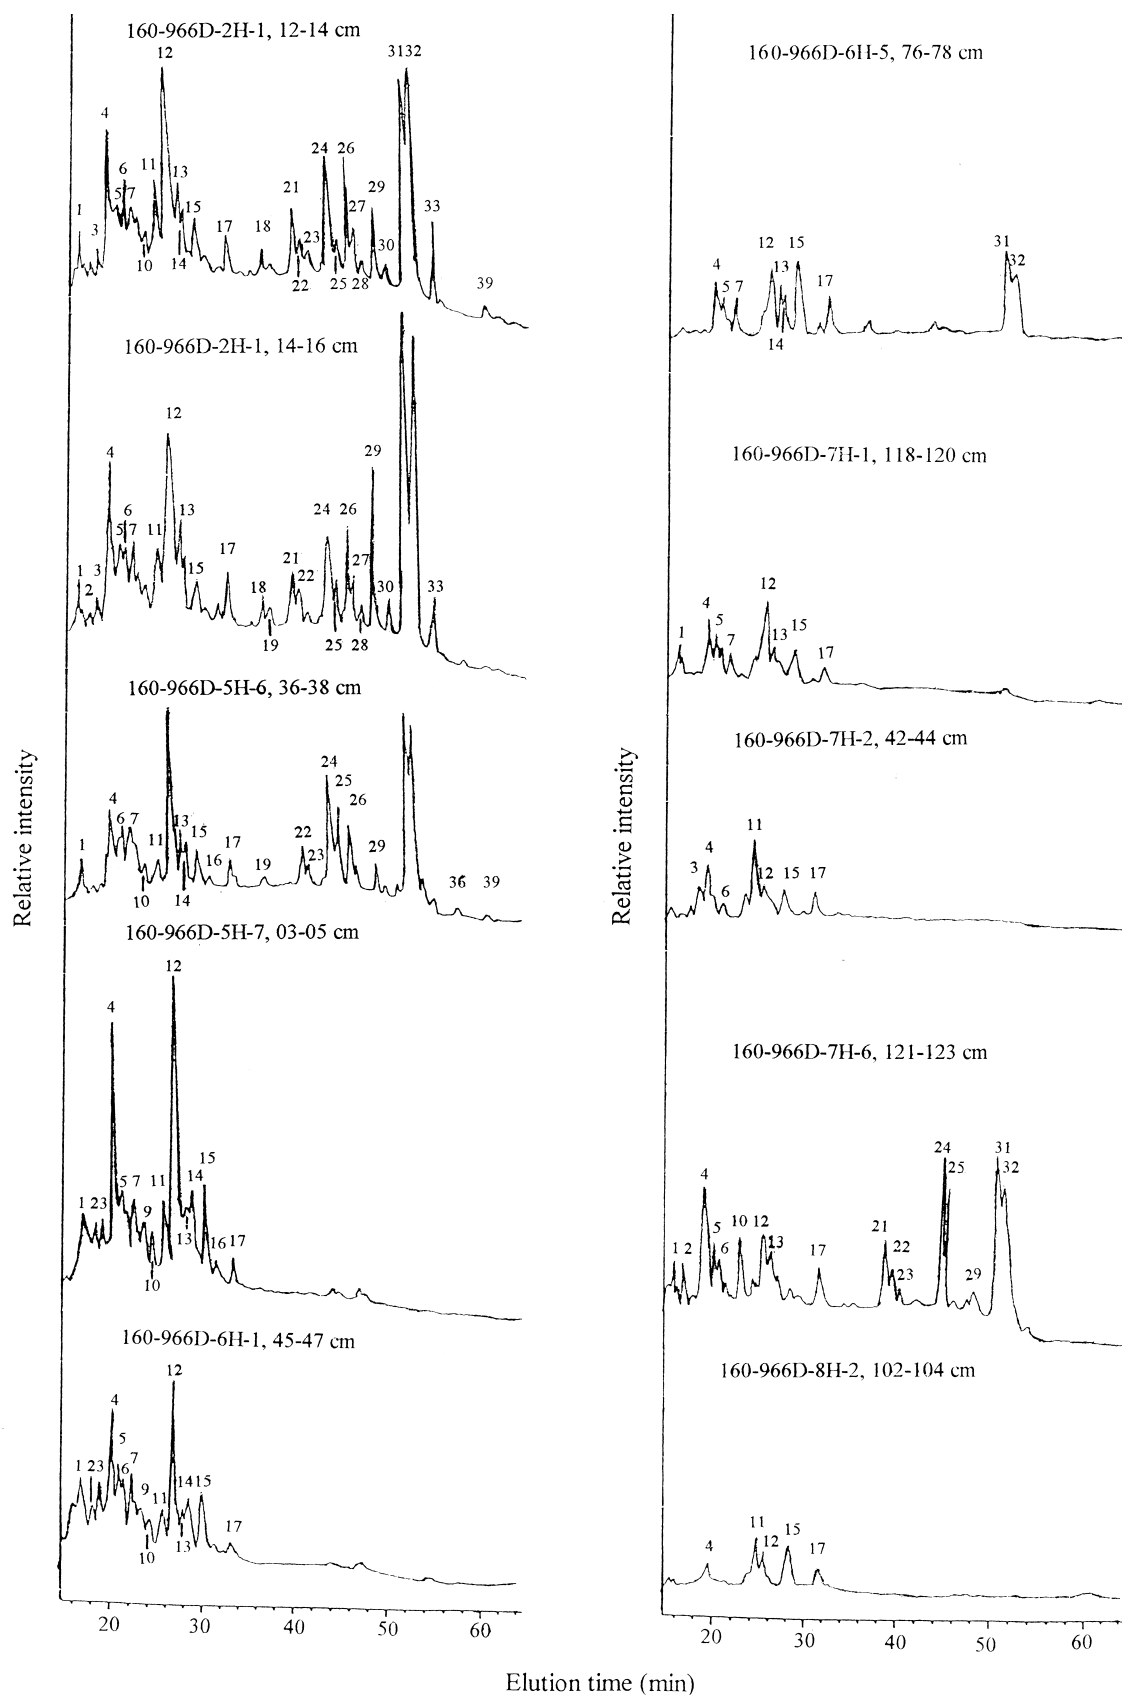 160-966D-2H-1, 12-14 cm
12
3132
4
24 26
11 13
6
21 29
5 7 15
1 17 18 27 33
3 23 30
10 14 22 25 28 39
160-966D-2H-1, 14-16 cm
12
4 29
6 13 24 26
5 7 11
17 21 27
1 3 15 22
2 18 30 33
19 25 28
160-966D-5H-6, 36-38 cm
24
25
4 26
6 7 13 15
1 11 17 22 29
16 19 23 36 39
10 14
160-966D-5H-7, 03-05 cm
12
4
15
5 7 11 14
1 2 3 9
13 16 17
10
160-966D-6H-1, 45-47 cm
12
4
5
1 2 3 6 7
9 11 14 15
10 13 17
Relative intensity
20 30 40 50 60
160-966D-6H-5, 76-78 cm
12 15 31
4 13 32
5 7 17
14
160-966D-7H-1, 118-120 cm
12
4
5 15
1 7 13 17
160-966D-7H-2, 42-44 cm
11
4
3 12 15 17
6
160-966D-7H-6, 121-123 cm
24 31
25 32
4
5 10 12 21
1 2 6 13 17 22
23 29
160-966D-8H-2, 102-104 cm
11 15
4 12 17
Relative intensity
20 30 40 50 60
Elution time (min)